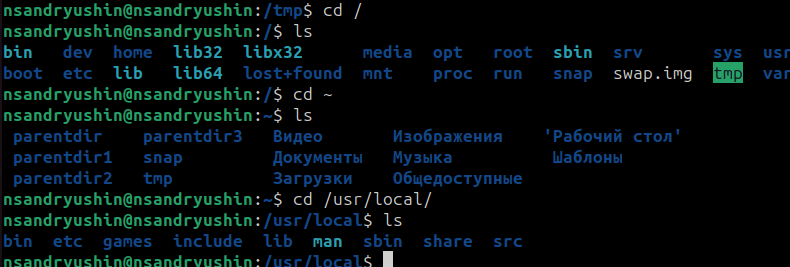 nsandryushin@nsandryushin:/tmp$ cd /
nsandryushin@nsandryushin:/$ ls
bin dev home lib32 libx32 media opt root sbin srv sys usr
boot etc lib lib64 lost+found mnt proc run snap swap.img tmp var
nsandryushin@nsandryushin:/$ cd ~
nsandryushin@nsandryushin:~$ ls
parentdir parentdir3 Видео Изображения 'Рабочий стол'
parentdir1 snap Документы Музыка Шаблоны
parentdir2 tmp Загрузки Общедоступные
nsandryushin@nsandryushin:~$ cd /usr/local/
nsandryushin@nsandryushin:/usr/local$ ls
bin etc games include lib man sbin share src
nsandryushin@nsandryushin:/usr/local$